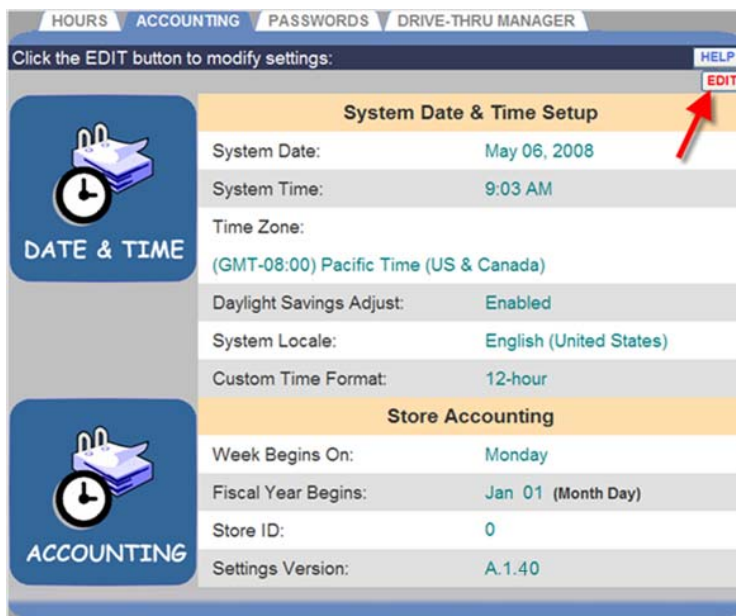 HOURS ACCOUNTING PASSWORDS DRIVE-THRU MANAGER
Click the EDIT button to modify settings: HELP
EDIT
System Date & Time Setup
System Date: May 06, 2008
System Time: 9:03 AM
Time Zone:
DATE & TIME
(GMT-08:00) Pacific Time (US & Canada)
Daylight Savings Adjust: Enabled
System Locale: English (United States)
Custom Time Format: 12-hour
Store Accounting
Week Begins On: Monday
Fiscal Year Begins: Jan 01 (Month Day)
Store ID: 0
ACCOUNTING
Settings Version: A.1.40